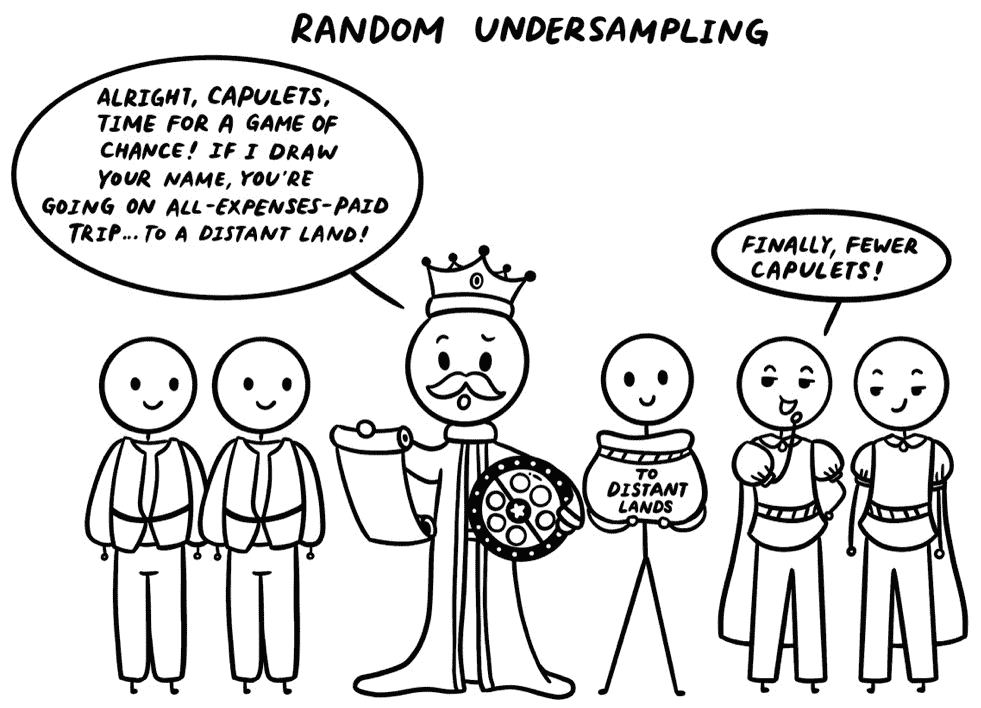 RANDOM UNDERSAMPLING
ALRIGHT, CAPULETS,
TIME FOR A GAME OF
CHANCE! IF I DRAW
YOUR NAME, YOU'RE
GOING ON ALL-EXPENSES-PAID
TRIP... TO A DISTANT LAND!
FINALLY, FEWER
CAPULETS!
TO
DISTANT
LANDS